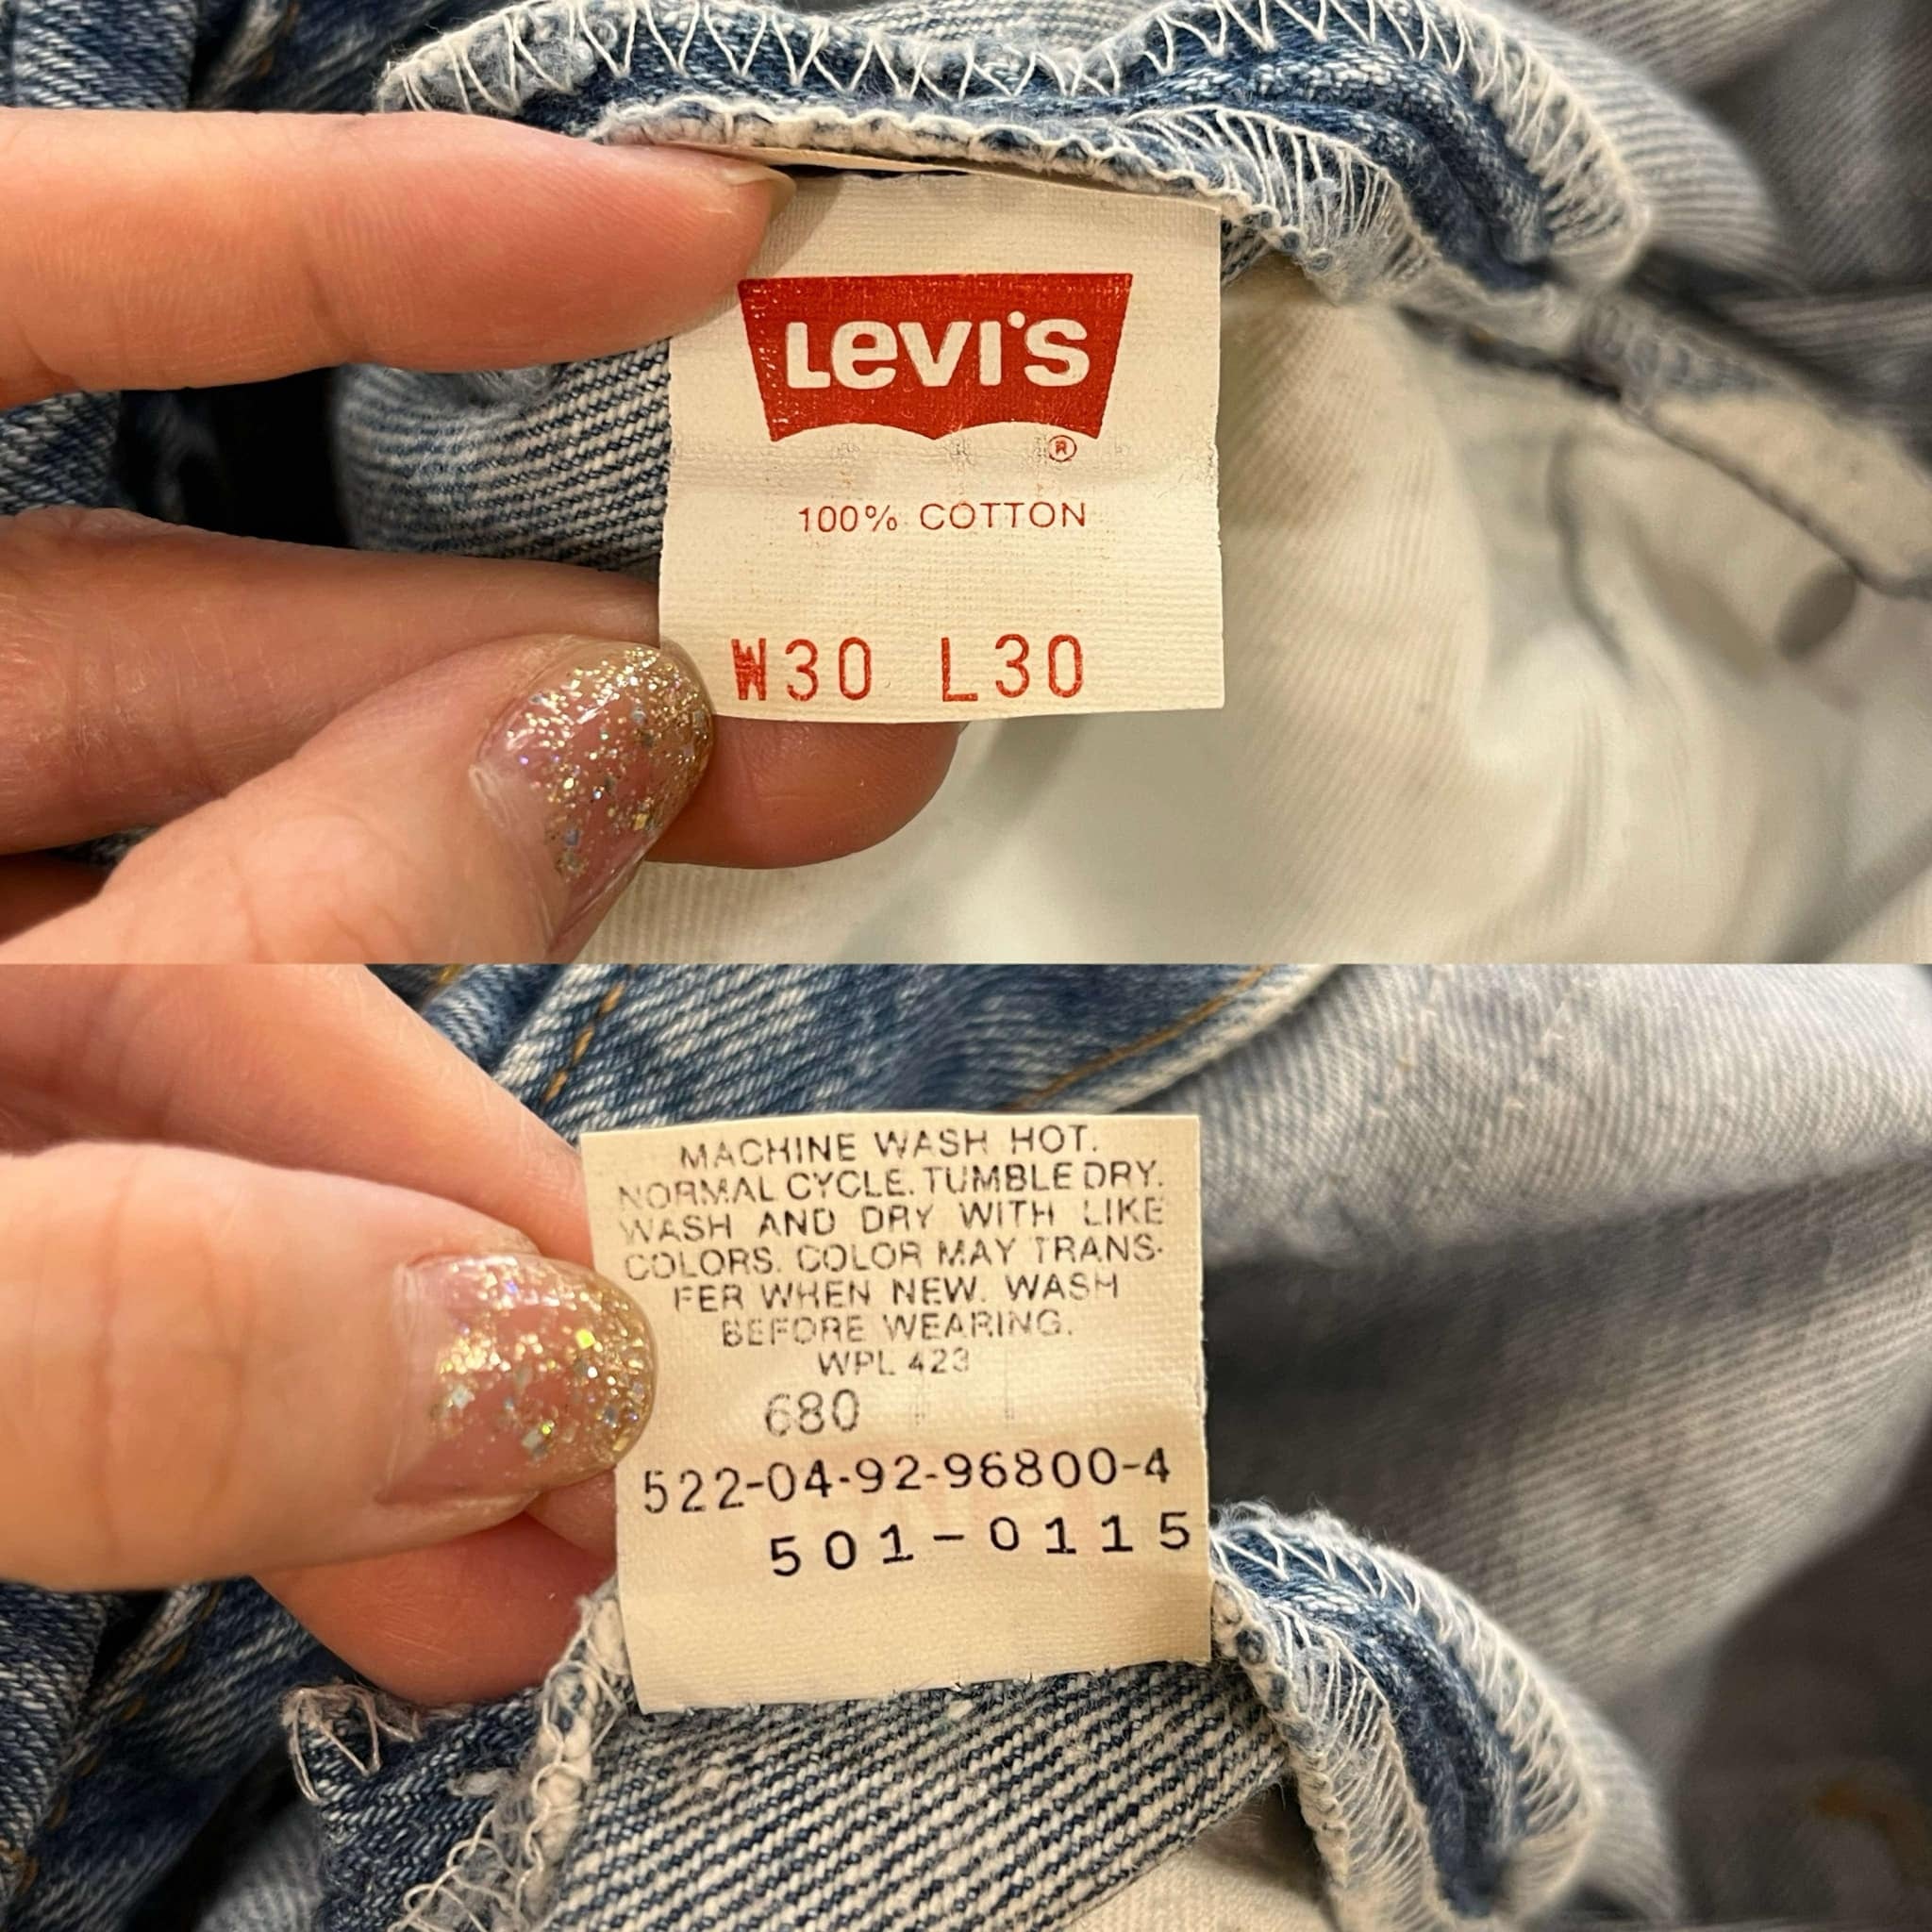 LEVI'S
®
100% COTTON
W30 L30
MACHINE WASH HOT.
NORMAL CYCLE. TUMBLE DRY.
WASH AND DRY WITH LIKE
COLORS. COLOR MAY TRANS-
FER WHEN NEW. WASH
BEFORE WEARING.
WPL 423
680
522-04-92-96800-4
501-0115